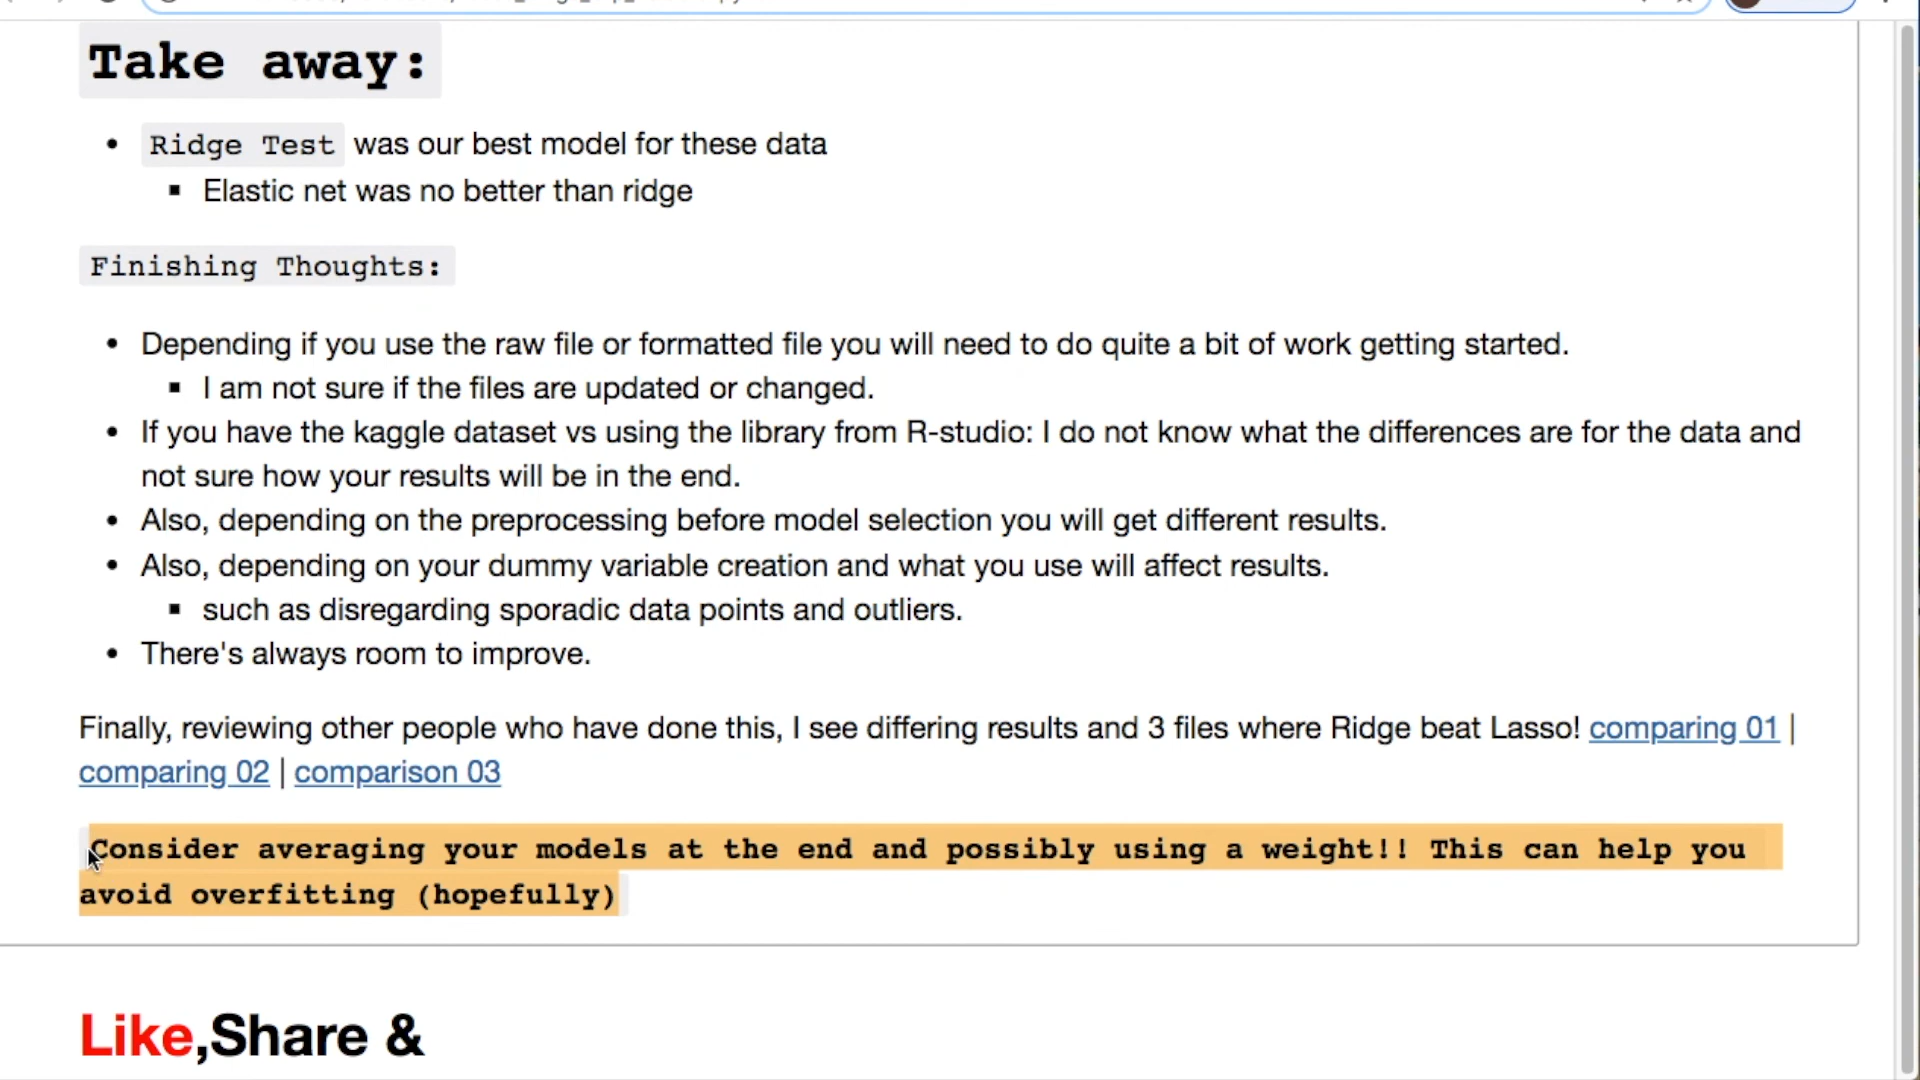 Take away:
Ridge Test was our best model for these data
Elastic net was no better than ridge
Finishing Thoughts:
Depending if you use the raw file or formatted file you will need to do quite a bit of work getting started.
I am not sure if the files are updated or changed.
If you have the kaggle dataset vs using the library from R-studio: I do not know what the differences are for the data and
not sure how your results will be in the end.
Also, depending on the preprocessing before model selection you will get different results.
Also, depending on your dummy variable creation and what you use will affect results.
such as disregarding sporadic data points and outliers.
There's always room to improve.
Finally, reviewing other people who have done this, I see differing results and 3 files where Ridge beat Lasso! comparing 01 |
comparing 02 | comparison 03
Consider averaging your models at the end and possibly using a weight!! This can help you
avoid overfitting (hopefully)
Like,Share &